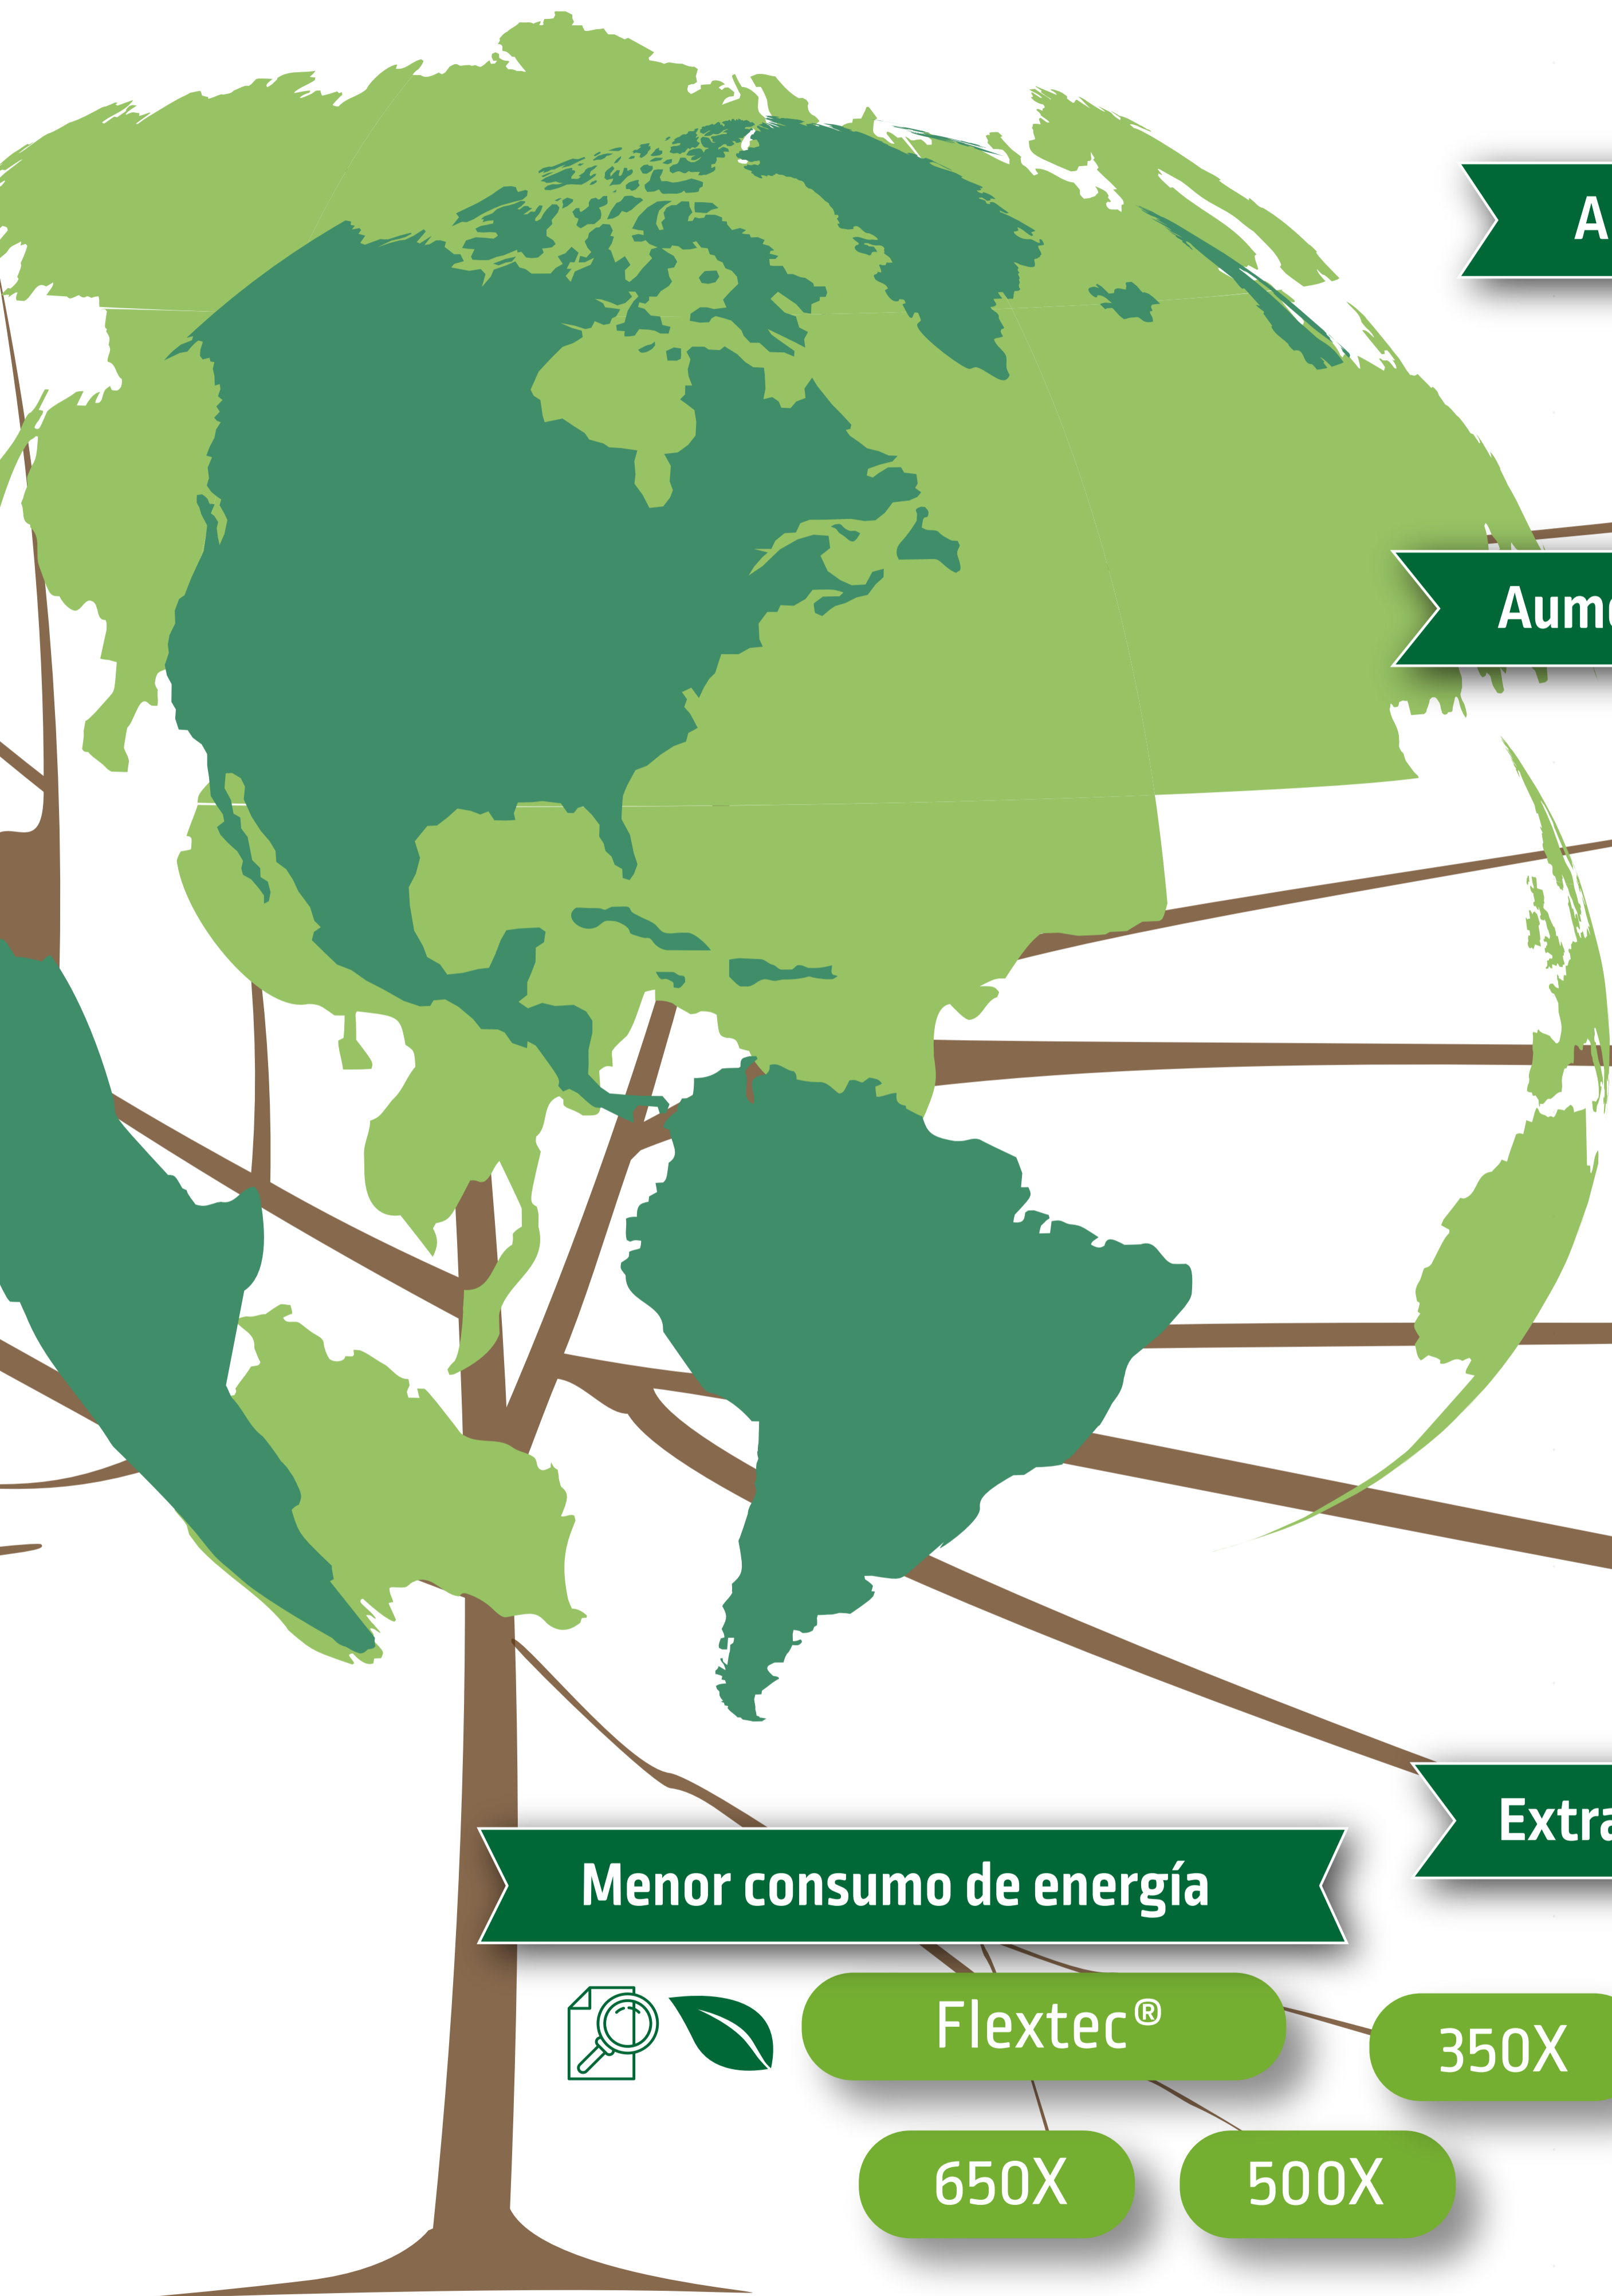 Menor consumo de energía
Flextec®
350X
650X
500X